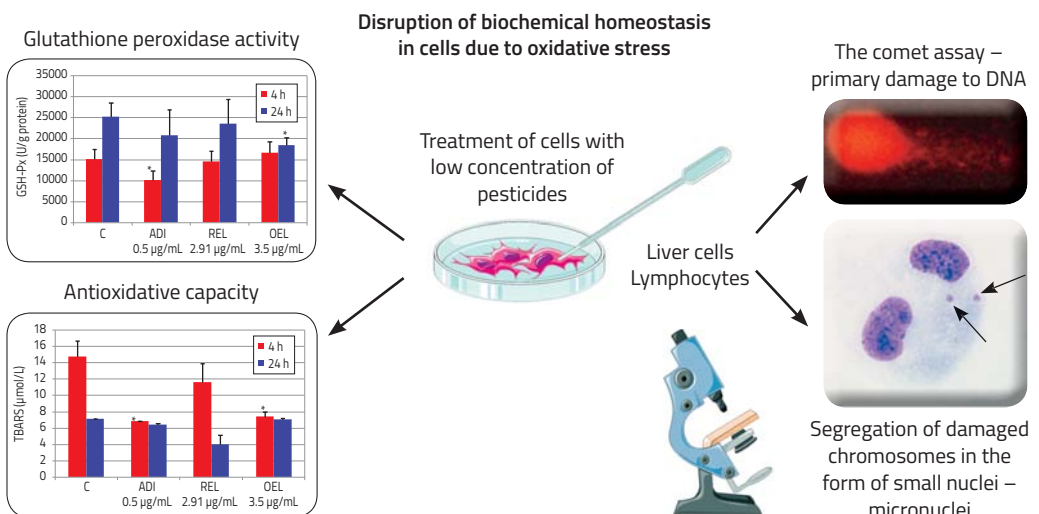 Disruption of biochemical homeostasis
in cells due to oxidative stress
Glutathione peroxidase activity
GSH-Px (U/g protein)
35000
30000
25000
20000
15000
10000
5000
0
4 h
24 h
*
*
C
ADI
REL
OEL
0.5 µg/mL
2.91 µg/mL
3.5 µg/mL
Antioxidative capacity
TBARS (µmol/L)
18
16
14
12
10
8
6
4
2
0
4 h
24 h
*
*
C
ADI
REL
OEL
0.5 µg/mL
2.91 µg/mL
3.5 µg/mL
Treatment of cells with
low concentration of
pesticides
Liver cells
Lymphocytes
The comet assay –
primary damage to DNA
Segregation of damaged
chromosomes in the
form of small nuclei –
micronuclei